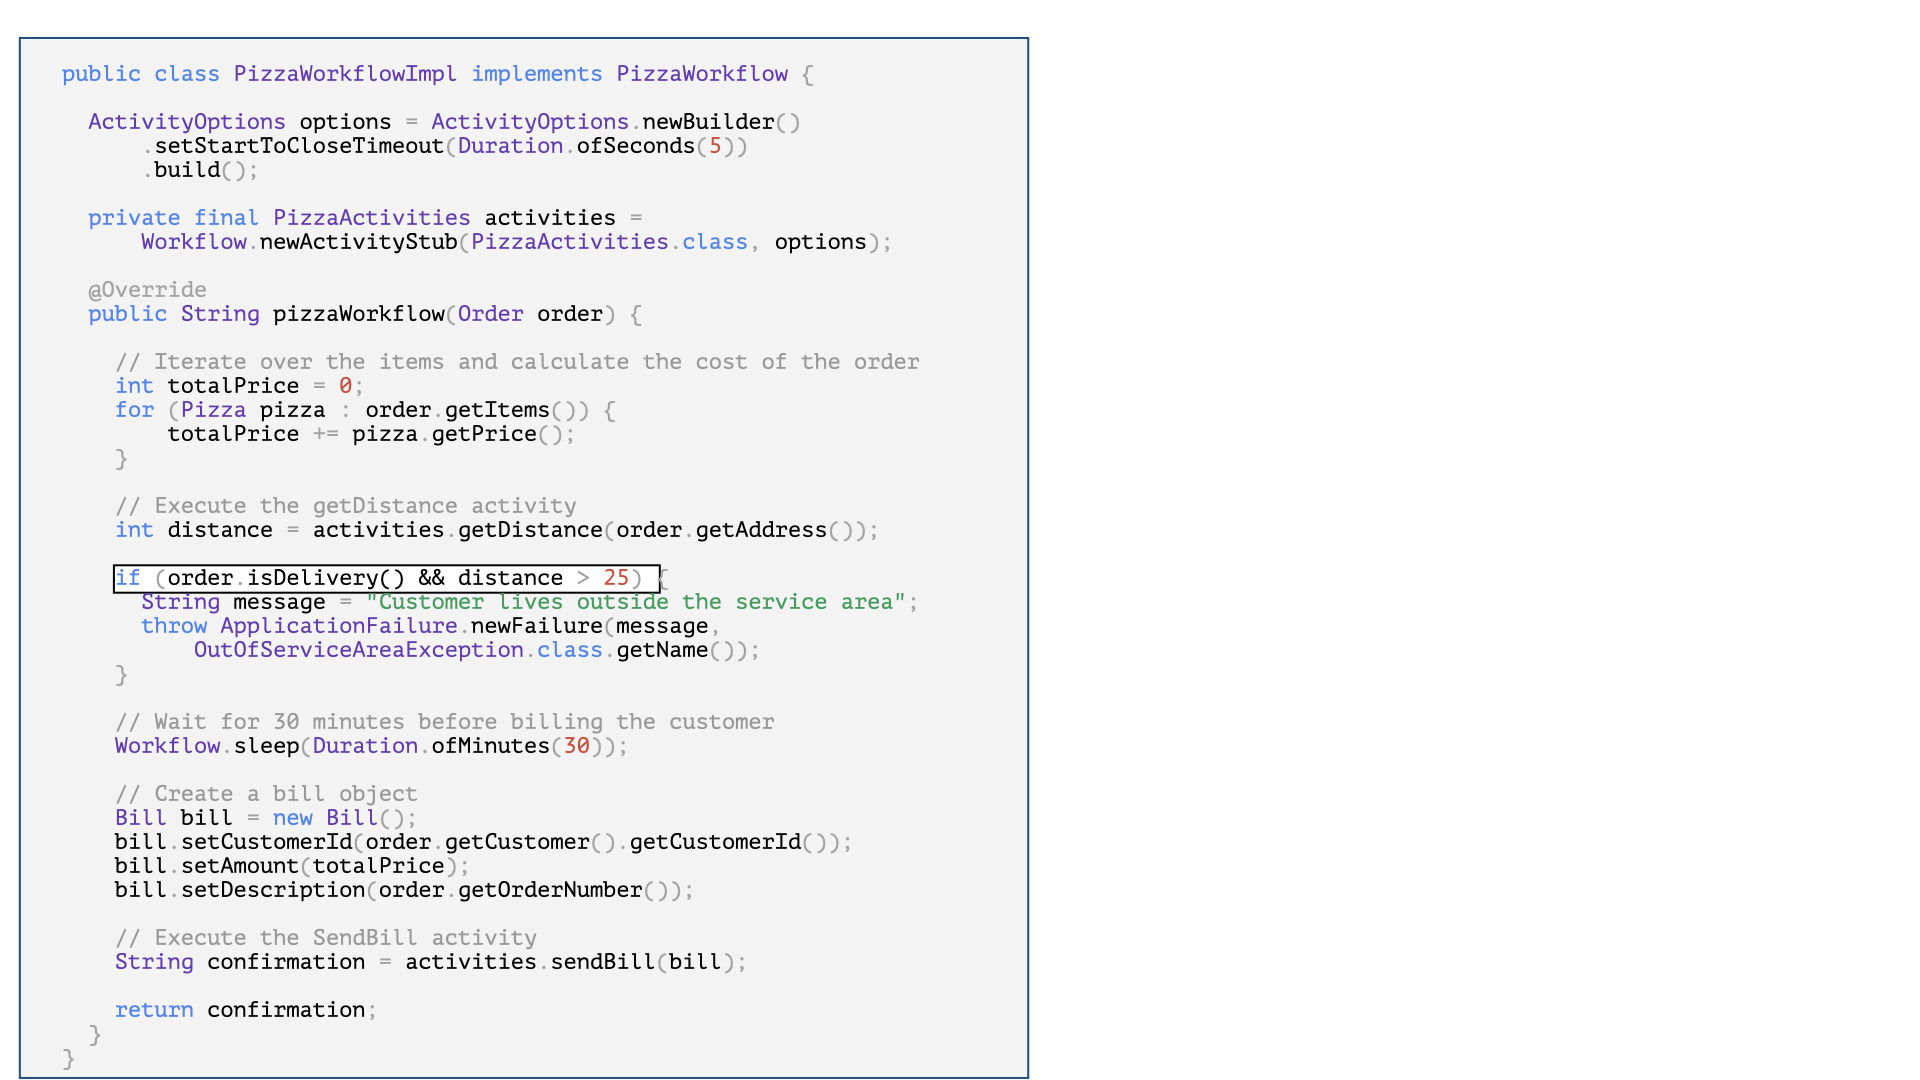 public class PizzaWorkflowImpl implements PizzaWorkflow {
ActivityOptions options = ActivityOptions.newBuilder()
.setStartToCloseTimeout(Duration.ofSeconds(5))
.build();
private final PizzaActivities activities =
Workflow.newActivityStub(PizzaActivities.class, options);
@Override
public String pizzaWorkflow(Order order) {
// Iterate over the items and calculate the cost of the order
int totalPrice = 0;
for (Pizza pizza : order.getItems()) {
totalPrice += pizza.getPrice();
}
// Execute the getDistance activity
int distance = activities.getDistance(order.getAddress());
if (order.isDelivery() && distance > 25) {
String message = "Customer lives outside the service area";
throw ApplicationFailure.newFailure(message,
OutOfServiceAreaException.class.getName());
}
// Wait for 30 minutes before billing the customer
Workflow.sleep(Duration.ofMinutes(30));
// Create a bill object
Bill bill = new Bill();
bill.setCustomerId(order.getCustomer().getCustomerId());
bill.setAmount(totalPrice);
bill.setDescription(order.getOrderNumber());
// Execute the SendBill activity
String confirmation = activities.sendBill(bill);
return confirmation;
}
}